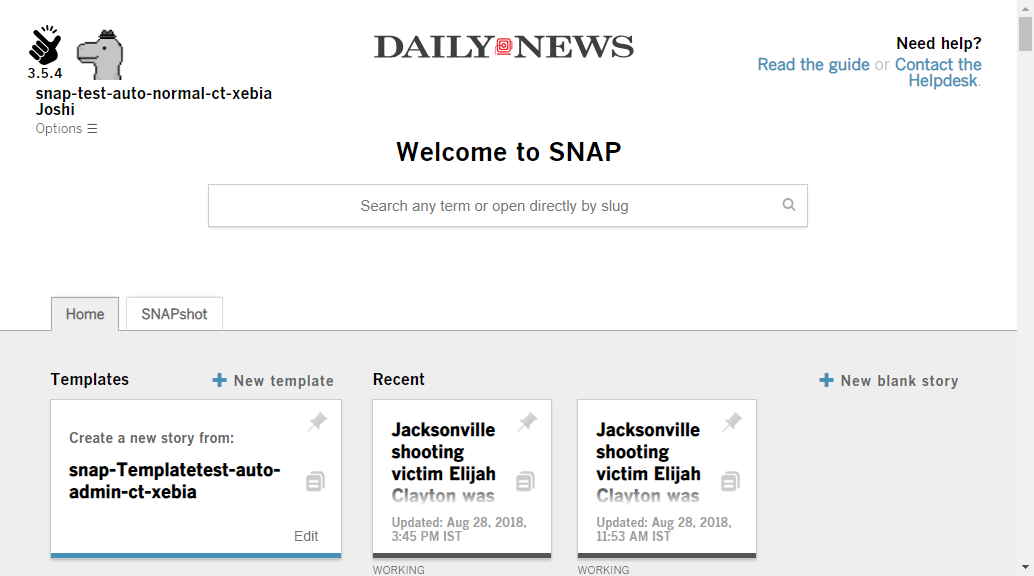 DAILY NEWS
3.5.4
snap-test-auto-normal-ct-xebia
Joshi
Options ☰
Need help?
Read the guide or Contact the
Helpdesk.
Welcome to SNAP
Search any term or open directly by slug
Home
SNAPshot
Templates
+ New template
Recent
+ New blank story
Create a new story from:
snap-Templatetest-auto-
admin-ct-xebia
Edit
Jacksonville
shooting
victim Elijah
Clayton was
Updated: Aug 28, 2018,
3:45 PM IST
WORKING
Jacksonville
shooting
victim Elijah
Clayton was
Updated: Aug 28, 2018,
11:53 AM IST
WORKING